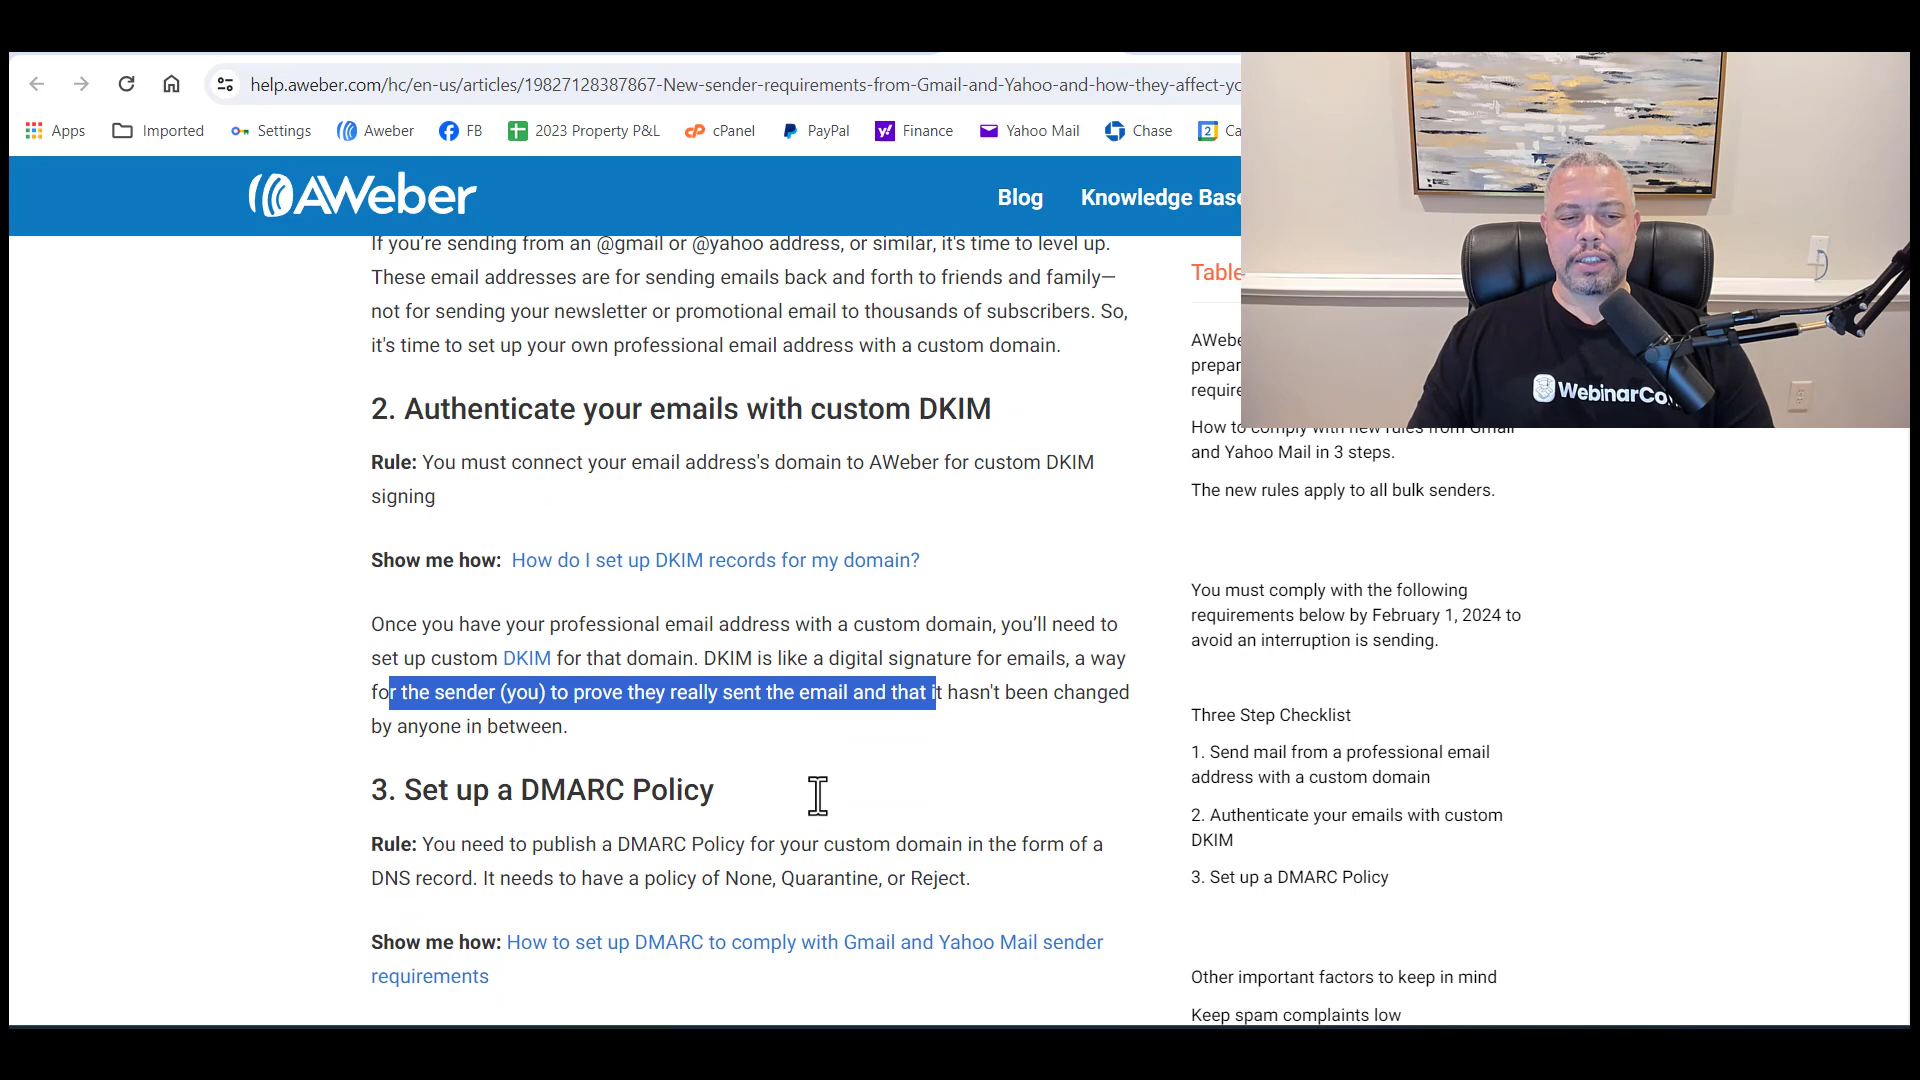 help.aweber.com/hc/en-us/articles/19827128387867-New-sender-requirements-from-Gmail-and-Yahoo-and-how-they-affect-yo
Apps Imported Settings Aweber FB 2023 Property P&L cPanel PayPal Finance Yahoo Mail Chase 2 Ca
AWeber Blog Knowledge Base
If you're sending from an @gmail or @yahoo address, or similar, it's time to level up.
These email addresses are for sending emails back and forth to friends and family—
not for sending your newsletter or promotional email to thousands of subscribers. So,
it's time to set up your own professional email address with a custom domain.
2. Authenticate your emails with custom DKIM
Rule: You must connect your email address's domain to AWeber for custom DKIM
signing
Show me how: How do I set up DKIM records for my domain?
Once you have your professional email address with a custom domain, you'll need to
set up custom DKIM for that domain. DKIM is like a digital signature for emails, a way
for the sender (you) to prove they really sent the email and that it hasn't been changed
by anyone in between.
3. Set up a DMARC Policy
Rule: You need to publish a DMARC Policy for your custom domain in the form of a
DNS record. It needs to have a policy of None, Quarantine, or Reject.
Show me how: How to set up DMARC to comply with Gmail and Yahoo Mail sender
requirements
Table
AWebe
prepar
require
How to comply with new rules from Gmail
and Yahoo Mail in 3 steps.
The new rules apply to all bulk senders.
You must comply with the following
requirements below by February 1, 2024 to
avoid an interruption is sending.
Three Step Checklist
1. Send mail from a professional email
address with a custom domain
2. Authenticate your emails with custom
DKIM
3. Set up a DMARC Policy
Other important factors to keep in mind
Keep spam complaints low
WebinarCo